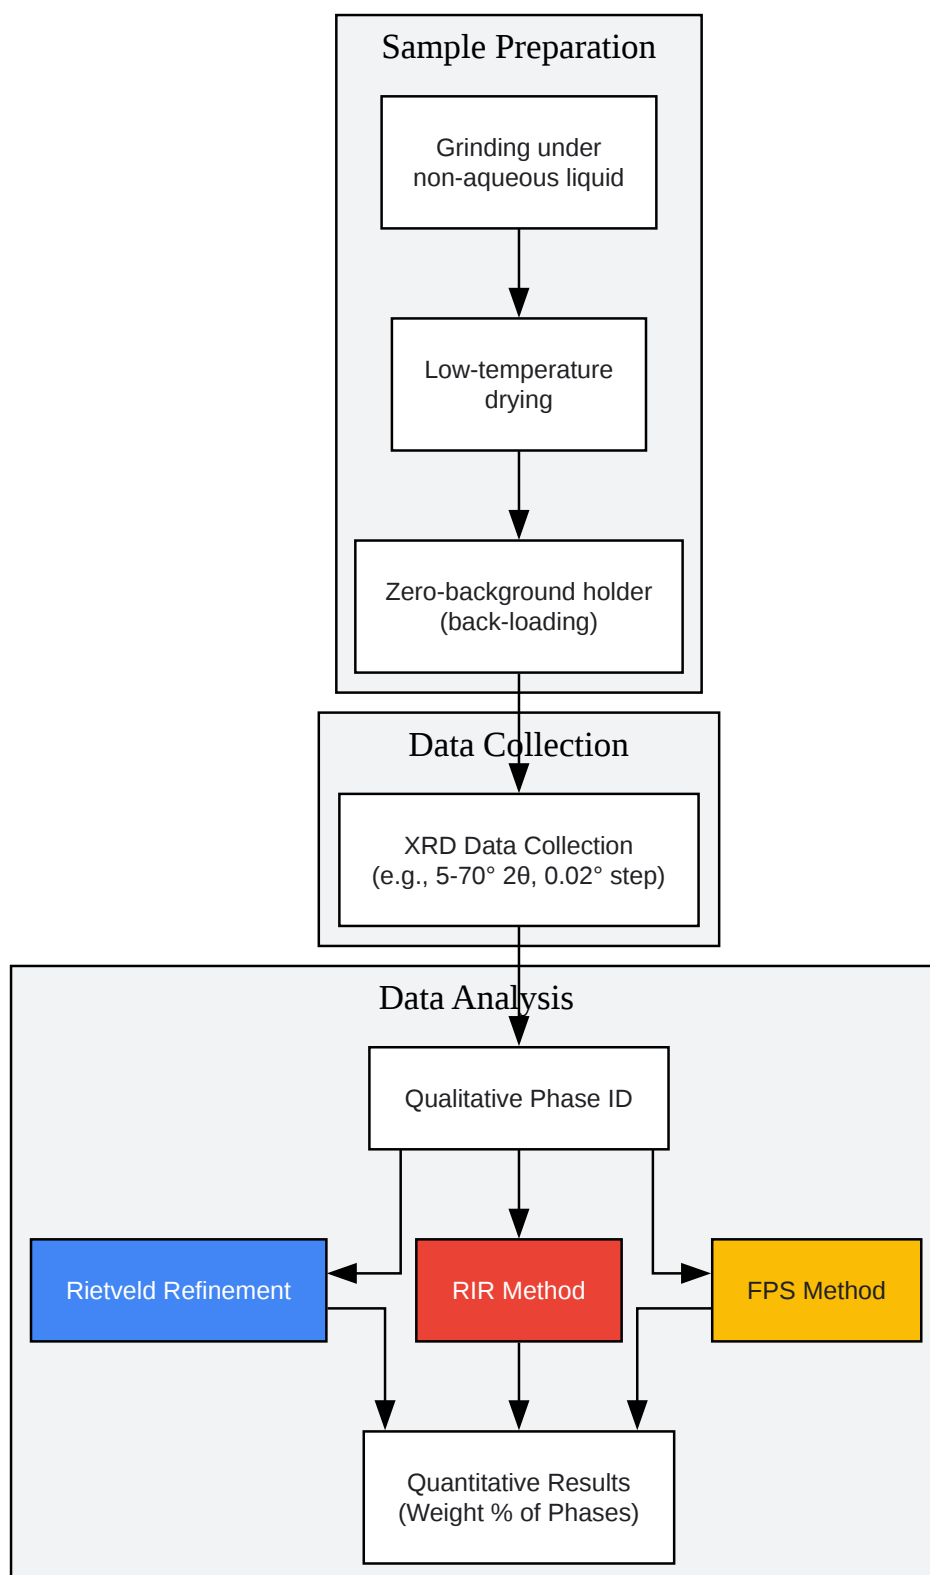 Sample Preparation
Grinding under
non-aqueous liquid
Low-temperature
drying
Zero-background holder
(back-loading)
Data Collection
XRD Data Collection
(e.g., 5-70° 2θ, 0.02° step)
Data Analysis
Qualitative Phase ID
Rietveld Refinement
RIR Method
FPS Method
Quantitative Results
(Weight % of Phases)